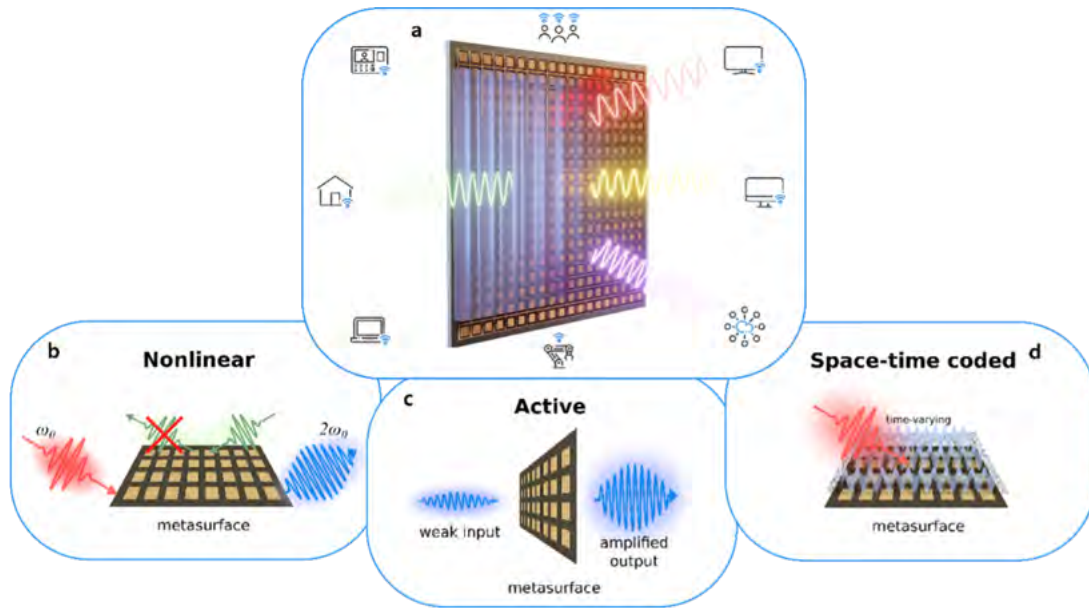 a
b
Nonlinear
ω₀
2ω₀
metasurface
c
Active
weak input
amplified
output
metasurface
Space-time coded
d
time-varying
metasurface